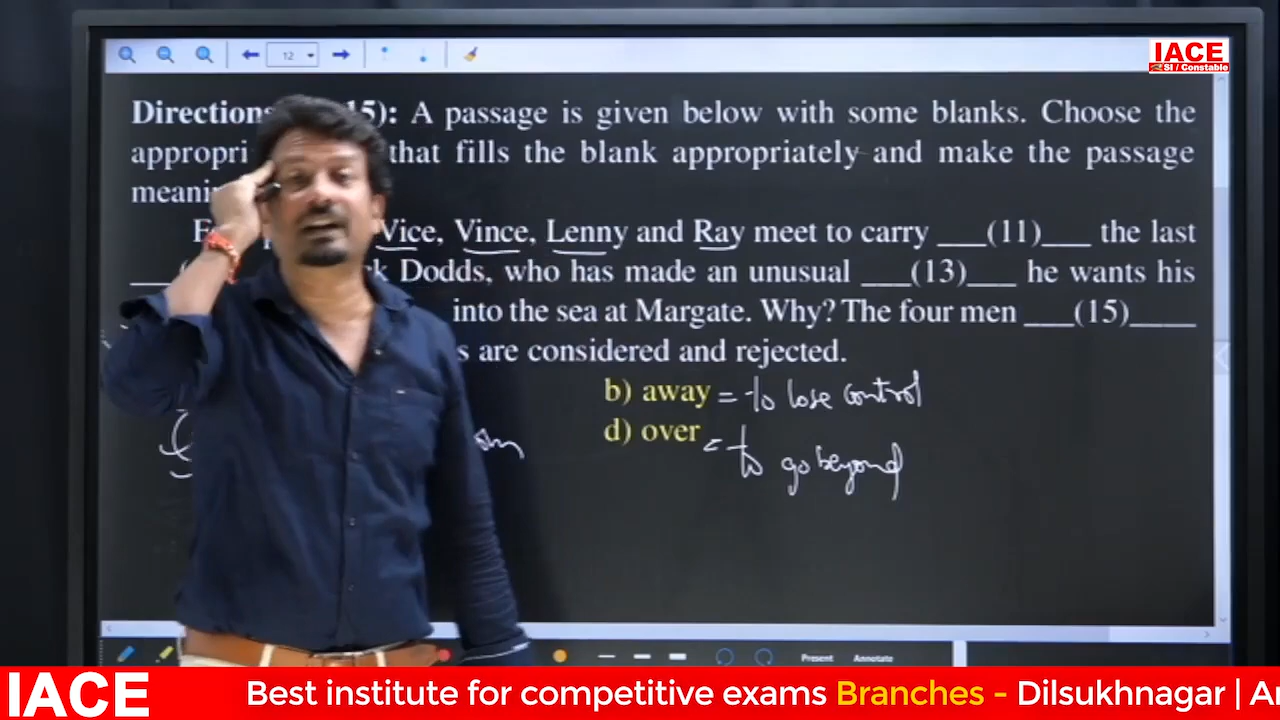 12
IACE
SI / Constable
Directions 15): A passage is given below with some blanks. Choose the
appropri that fills the blank appropriately and make the passage
meani
Vice, Vince, Lenny and Ray meet to carry ___(11)___ the last
k Dodds, who has made an unusual ___(13)___ he wants his
into the sea at Margate. Why? The four men ___(15)____
s are considered and rejected.
b) away = to lose control
d) over = to go beyond
Present Annotate
IACE Best institute for competitive exams Branches - Dilsukhnagar | A